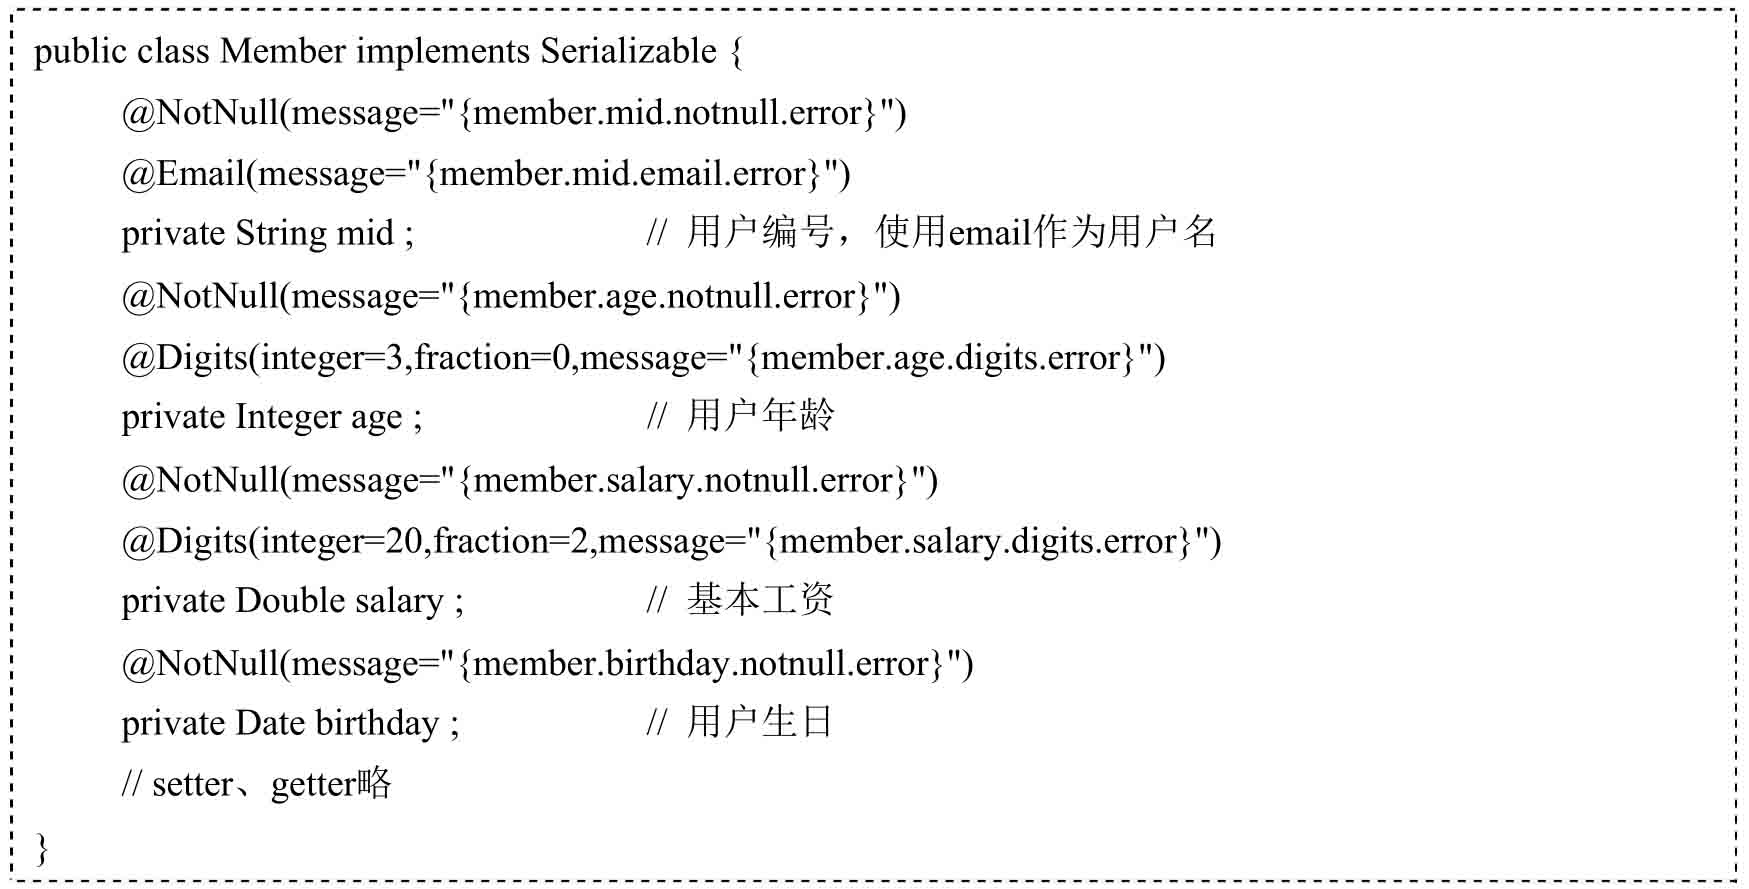 public class Member implements Serializable {
@NotNull(message="{member.mid.notnull.error}")
@Email(message="{member.mid.email.error}")
private String mid ; // 用户编号，使用email作为用户名
@NotNull(message="{member.age.notnull.error}")
@Digits(integer=3,fraction=0,message="{member.age.digits.error}")
private Integer age ; // 用户年龄
@NotNull(message="{member.salary.notnull.error}")
@Digits(integer=20,fraction=2,message="{member.salary.digits.error}")
private Double salary ; // 基本工资
@NotNull(message="{member.birthday.notnull.error}")
private Date birthday ; // 用户生日
// setter、getter略
}